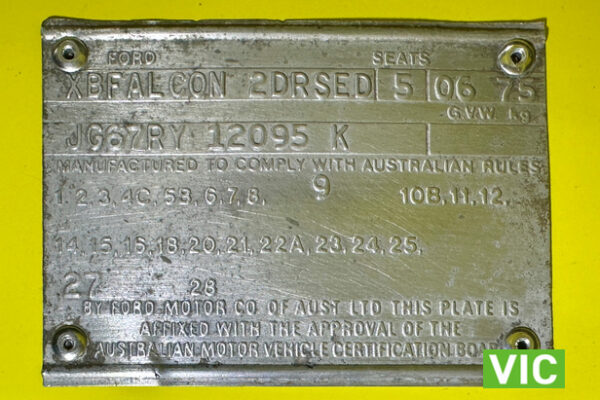 FORD SEATS
XBFALCON 2DRSED 5 06 75
G.V.W. kg
JG67RY 12095 K
MANUFACTURED TO COMPLY WITH AUSTRALIAN RULES
1, 2, 3, 4C, 5B, 6, 7, 8, 9 10B, 11, 12,
14, 15, 16, 18, 20, 21, 22A, 23, 24, 25,
27 28
BY FORD MOTOR CO OF AUST LTD THIS PLATE IS
AFFIXED WITH THE APPROVAL OF THE
AUSTRALIAN MOTOR VEHICLE CERTIFICATION BOARD
VIC